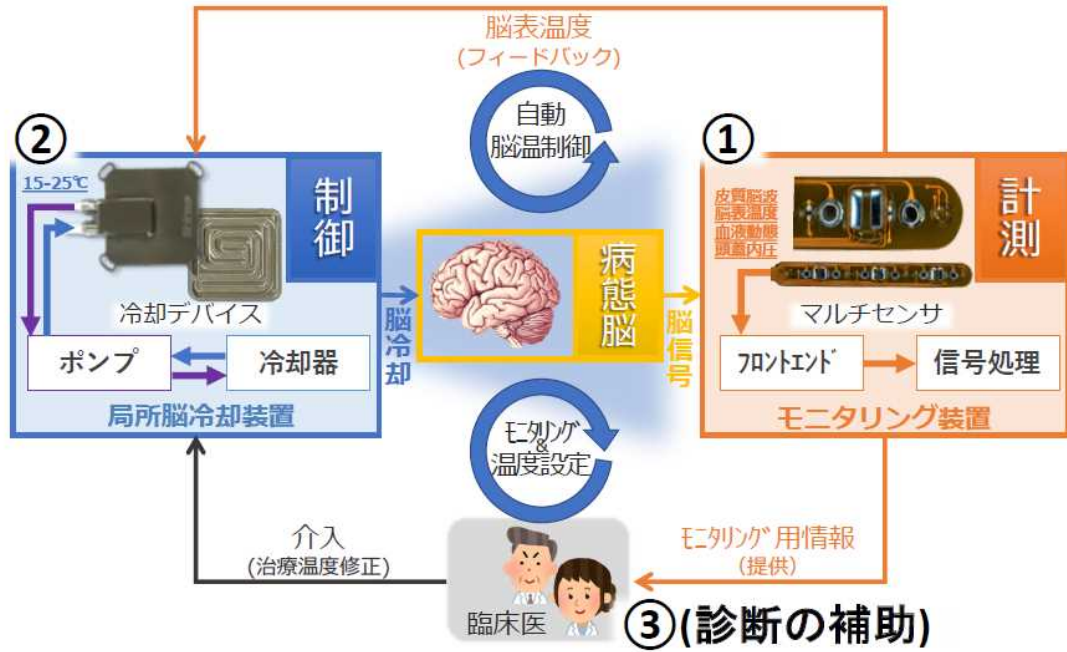 脳表温度
(フィードバック)
自動
脳温制御
②
15-25℃
制御
冷却デバイス
ポンプ
冷却器
局所脳冷却装置
脳冷却
病態脳
脳信号
①
皮質脳波
脳表温度
血液動態
頭蓋内圧
計測
マルチセンサ
ﾌﾛﾝﾄｴﾝﾄﾞ
信号処理
モニタリング装置
ﾓﾆﾀﾘﾝｸﾞ
&
温度設定
介入
(治療温度修正)
ﾓﾆﾀﾘﾝｸﾞ用情報
(提供)
臨床医
③(診断の補助)